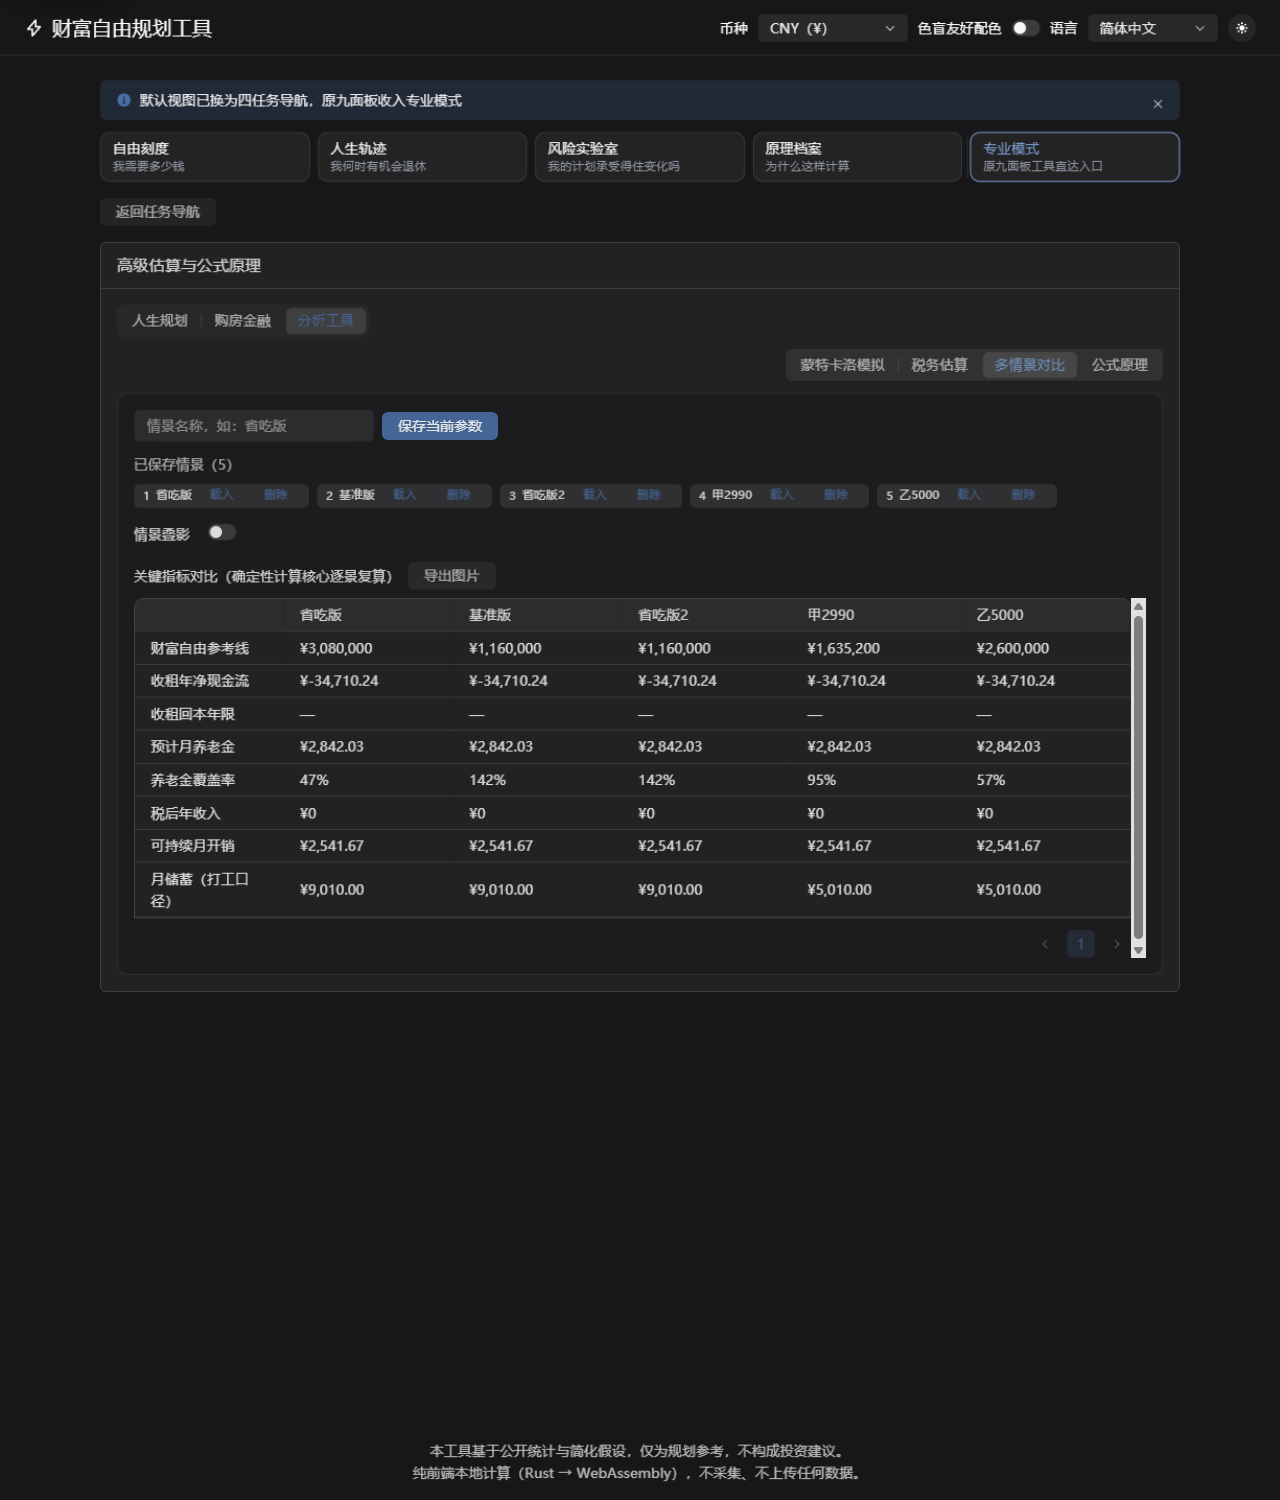 财富自由规划工具
币种 CNY (¥) 色盲友好配色 语言 简体中文
默认视图已换为四任务导航，原九面板收入专业模式
自由刻度 人生轨迹 风险实验室 原理档案 专业模式
我需要多少钱 我何时有机会退休 我的计划承受得住变化吗 为什么这样计算 原九面板工具直达入口
返回任务导航
高级估算与公式原理
人生规划 购房金融 分析工具
蒙特卡洛模拟 税务估算 多情景对比 公式原理
情景名称，如：省吃版 保存当前参数
已保存情景（5）
1 省吃版 载入 删除 2 基准版 载入 删除 3 省吃版2 载入 删除 4 甲2990 载入 删除 5 乙5000 载入 删除
情景叠影
关键指标对比（确定性计算核心逐景复算） 导出图片
省吃版 基准版 省吃版2 甲2990 乙5000
财富自由参考线 ¥3,080,000 ¥1,160,000 ¥1,160,000 ¥1,635,200 ¥2,600,000
收租年净现金流 ¥-34,710.24 ¥-34,710.24 ¥-34,710.24 ¥-34,710.24 ¥-34,710.24
收租回本年限 — — — — —
预计月养老金 ¥2,842.03 ¥2,842.03 ¥2,842.03 ¥2,842.03 ¥2,842.03
养老金覆盖率 47% 142% 142% 95% 57%
税后年收入 ¥0 ¥0 ¥0 ¥0 ¥0
可持续月开销 ¥2,541.67 ¥2,541.67 ¥2,541.67 ¥2,541.67 ¥2,541.67
月储蓄（打工口径） ¥9,010.00 ¥9,010.00 ¥9,010.00 ¥5,010.00 ¥5,010.00
1
本工具基于公开统计与简化假设，仅为规划参考，不构成投资建议。
纯前端本地计算（Rust → WebAssembly），不采集、不上传任何数据。